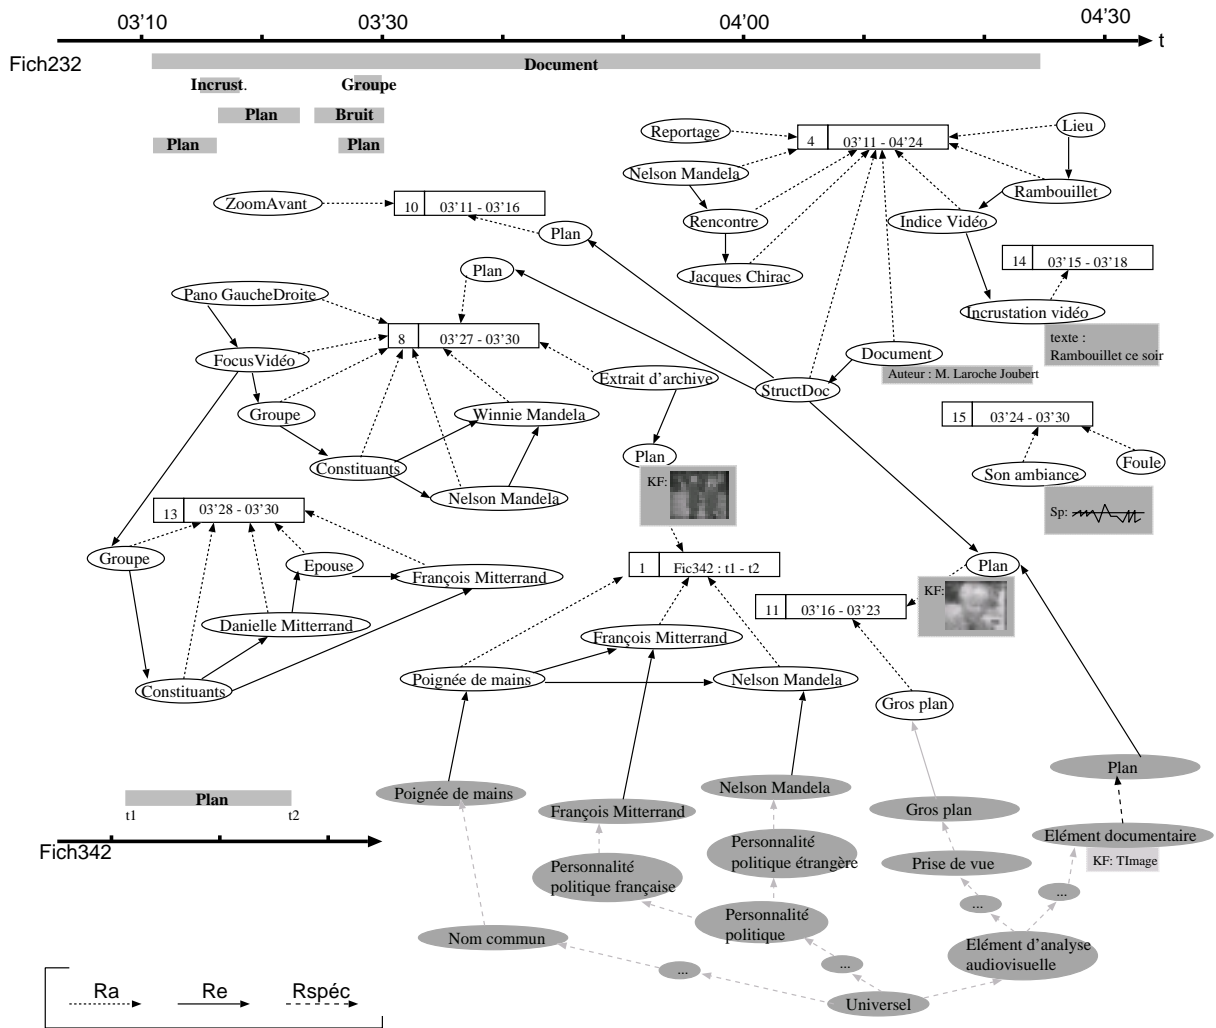 03'10
03'30
04'00
04'30
t
Fich232
Document
Incrust.
Groupe
Plan
Bruit
Plan
Plan
Reportage
4
03'11 - 04'24
Lieu
Nelson Mandela
Rambouillet
ZoomAvant
10
03'11 - 03'16
Rencontre
Indice Vidéo
Plan
Jacques Chirac
14
03'15 - 03'18
Plan
Pano GaucheDroite
Incrustation vidéo
8
03'27 - 03'30
texte :
Rambouillet ce soir
FocusVidéo
Document
Auteur : M. Laroche Joubert
Extrait d'archive
StructDoc
Groupe
Winnie Mandela
15
03'24 - 03'30
Plan
Constituants
Foule
Son ambiance
KF:
Nelson Mandela
Sp:
13
03'28 - 03'30
Groupe
Epouse
François Mitterrand
1
Fic342 : t1 - t2
Plan
KF:
11
03'16 - 03'23
Danielle Mitterrand
François Mitterrand
Constituants
Poignée de mains
Nelson Mandela
Gros plan
Plan
Poignée de mains
Nelson Mandela
Plan
t1
t2
François Mitterrand
Gros plan
Fich342
Elément documentaire
KF: TImage
Personnalité
politique étrangère
Prise de vue
Personnalité
politique française
...
...
Personnalité
politique
Nom commun
Elément d'analyse
audiovisuelle
...
...
Universel
Ra
Re
Rspéc